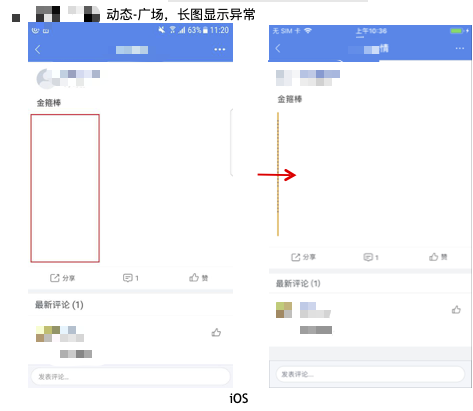 动态-广场，长图显示异常
63% 11:20
金箍棒
分享 1 赞
最新评论 (1)
发表评论...
无 SIM 上午10:36
情
金箍棒
分享 1 赞
最新评论 (1)
发表评论...
iOS